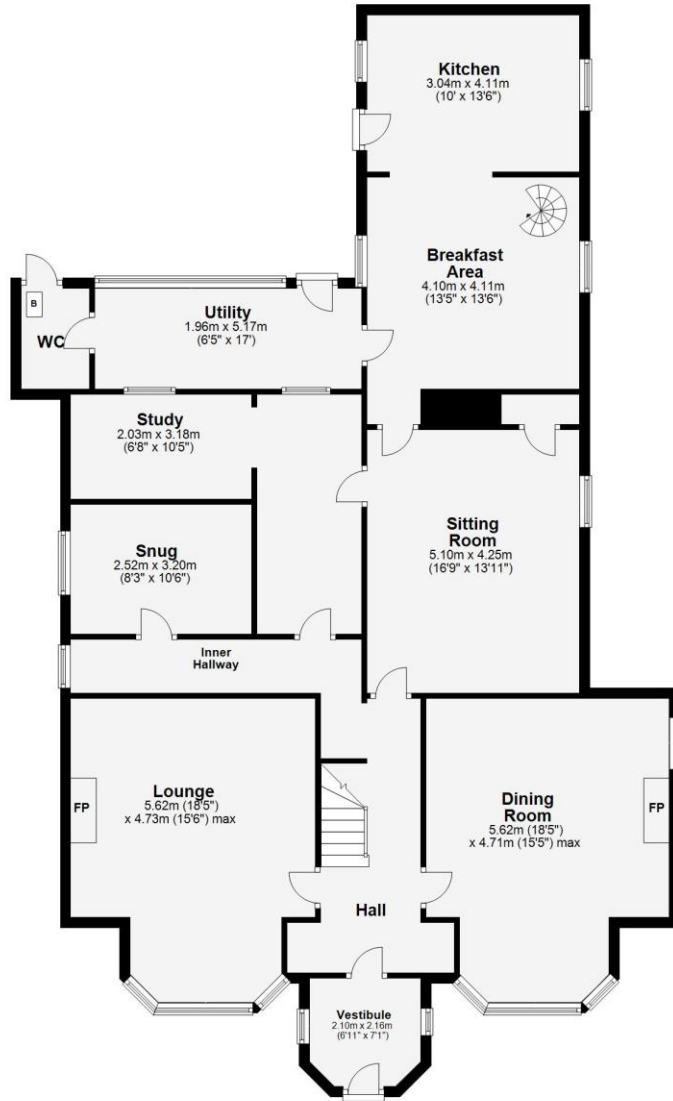 Kitchen
3.04m x 4.11m
(10' x 13'6")
Breakfast
Area
4.10m x 4.11m
(13'5" x 13'6")
B
WC
Utility
1.96m x 5.17m
(6'5" x 17')
Study
2.03m x 3.18m
(6'8" x 10'5")
Snug
2.52m x 3.20m
(8'3" x 10'6")
Sitting
Room
5.10m x 4.25m
(16'9" x 13'11")
Inner
Hallway
FP
Lounge
5.62m (18'5")
x 4.73m (15'6") max
Dining
Room
5.62m (18'5")
x 4.71m (15'5") max
FP
Hall
Vestibule
2.10m x 2.16m
(6'11" x 7'1")